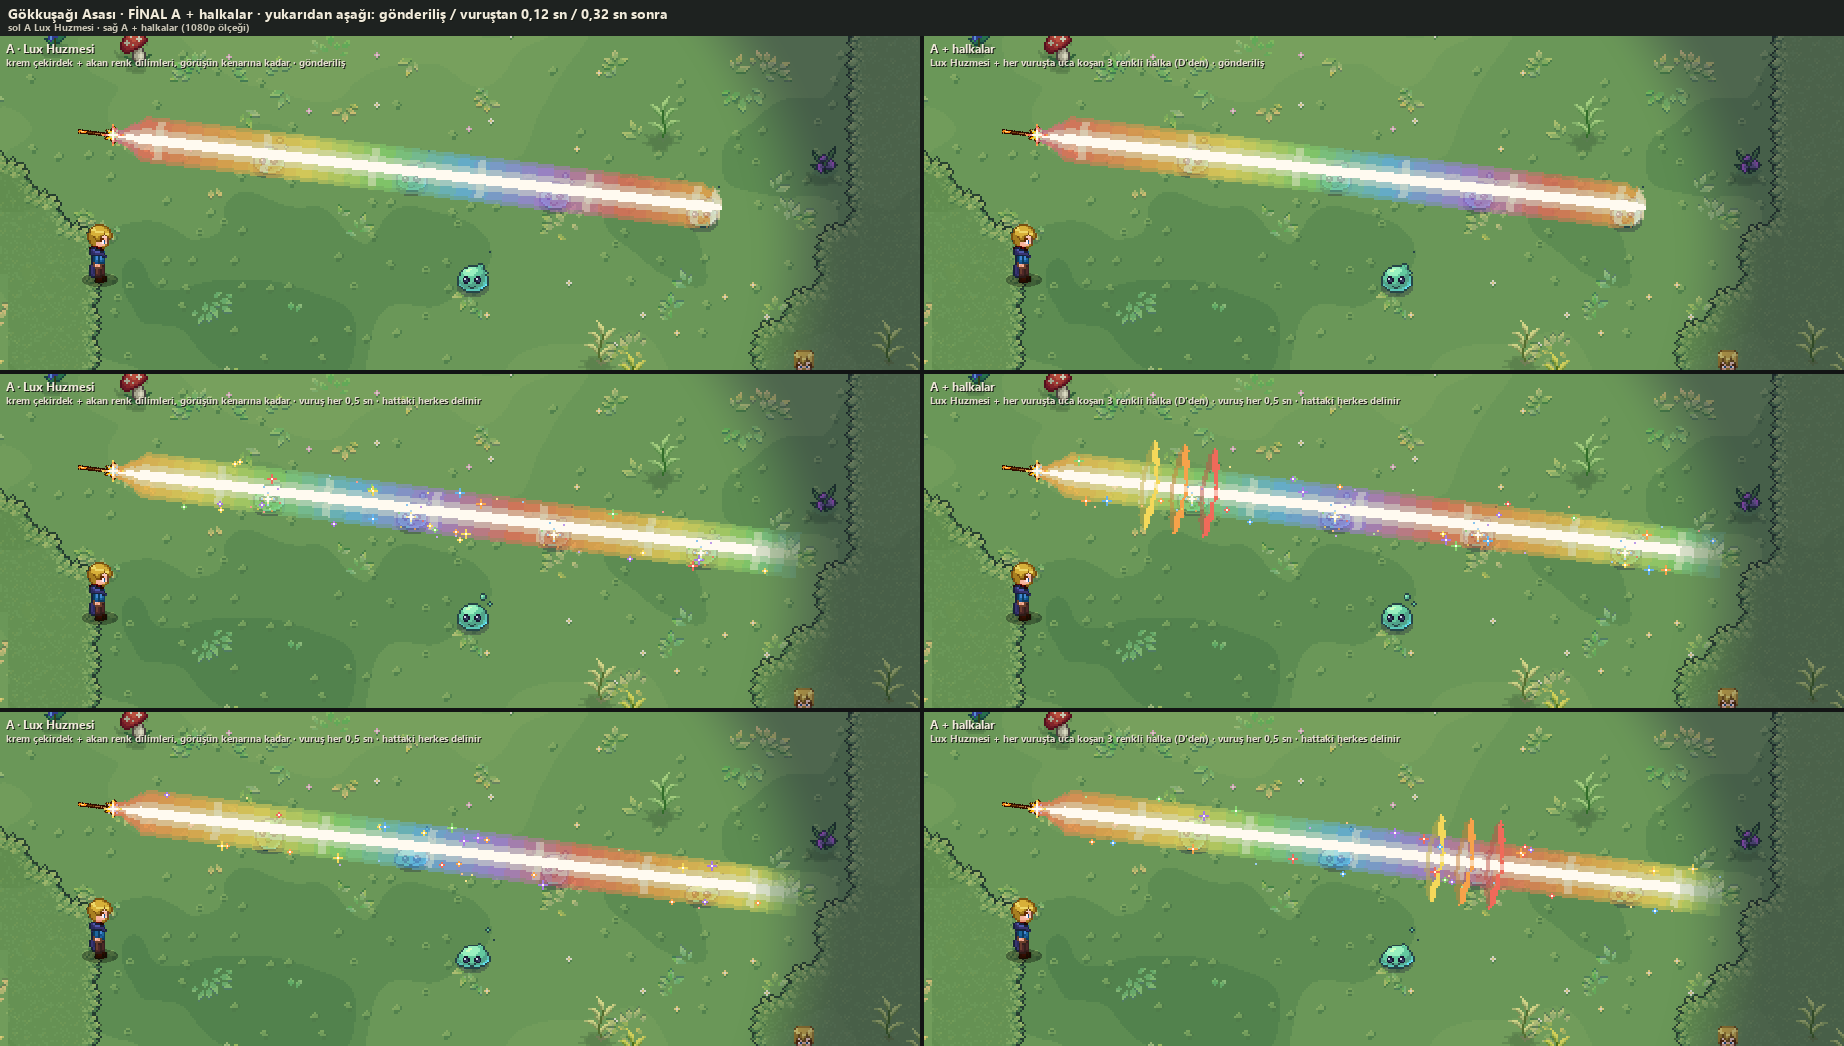 Gökkuşağı Asası · FİNAL A + halkalar · yukarıdan aşağı: gönderiliş / vuruştan 0,12 sn / 0,32 sn sonra
sol A Lux Huzmesi · sağ A + halkalar (1080p ölçeği)
A · Lux Huzmesi
krem çekirdek + akan renk dilimleri, görüşün kenarına kadar · gönderiliş
A + halkalar
Lux Huzmesi + her vuruşta uca koşan 3 renkli halka (D'den) · gönderiliş
A · Lux Huzmesi
krem çekirdek + akan renk dilimleri, görüşün kenarına kadar · vuruş her 0,5 sn · hattaki herkes delinir
A + halkalar
Lux Huzmesi + her vuruşta uca koşan 3 renkli halka (D'den) · vuruş her 0,5 sn · hattaki herkes delinir
A · Lux Huzmesi
krem çekirdek + akan renk dilimleri, görüşün kenarına kadar · vuruş her 0,5 sn · hattaki herkes delinir
A + halkalar
Lux Huzmesi + her vuruşta uca koşan 3 renkli halka (D'den) · vuruş her 0,5 sn · hattaki herkes delinir